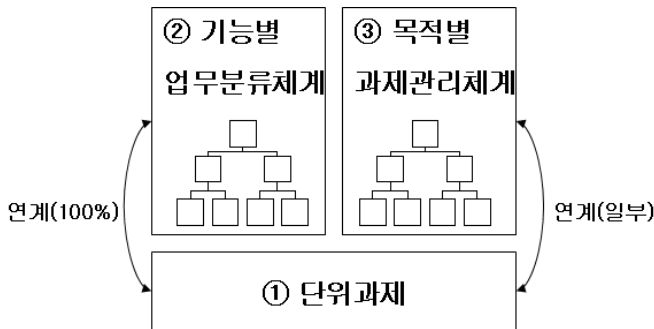 ② 기능별
업무분류체계
③ 목적별
과제관리체계
연계(100%)
연계(일부)
① 단위과제